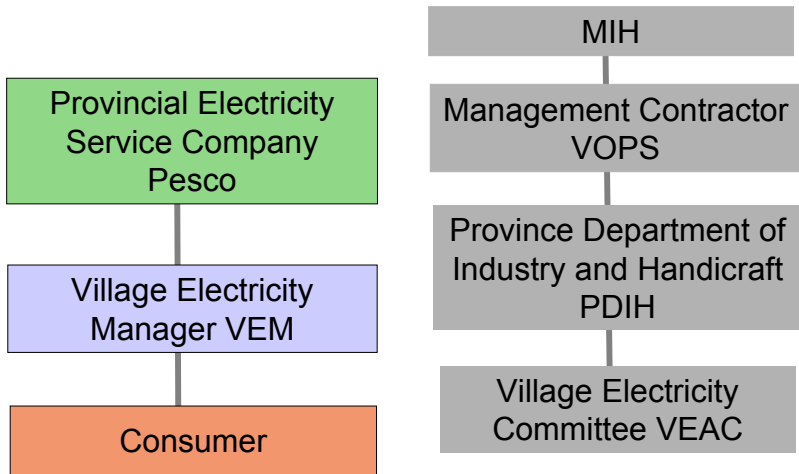 Provincial Electricity
Service Company
Pesco
Village Electricity
Manager VEM
Consumer
MIH
Management Contractor
VOPS
Province Department of
Industry and Handicraft
PDIH
Village Electricity
Committee VEAC